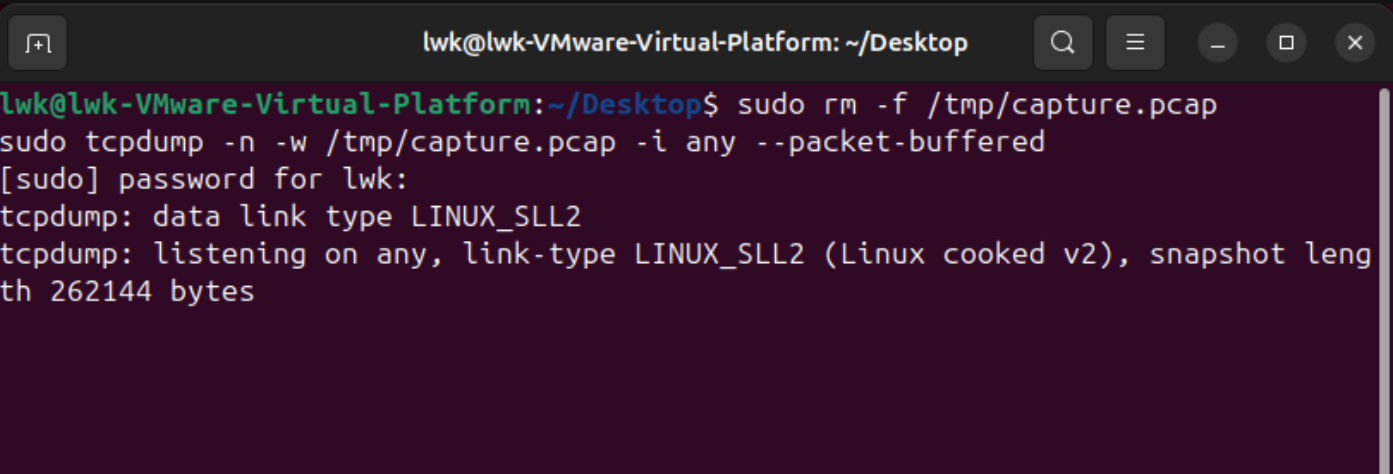 lwk@lwk-VMware-Virtual-Platform: ~/Desktop
lwk@lwk-VMware-Virtual-Platform:~/Desktop$ sudo rm -f /tmp/capture.pcap
sudo tcpdump -n -w /tmp/capture.pcap -i any --packet-buffered
[sudo] password for lwk:
tcpdump: data link type LINUX_SLL2
tcpdump: listening on any, link-type LINUX_SLL2 (Linux cooked v2), snapshot leng
th 262144 bytes